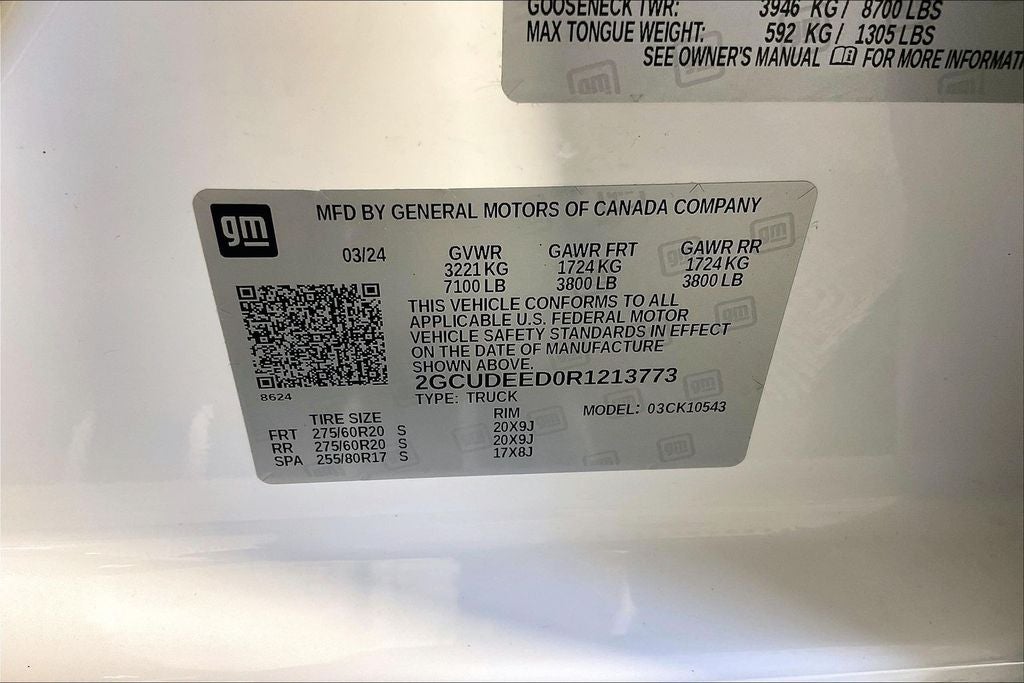 GOOSENECK TWR: 3946 KG / 8700 LBS
MAX TONGUE WEIGHT: 592 KG / 1305 LBS
SEE OWNER'S MANUAL FOR MORE INFORMATI
gm
MFD BY GENERAL MOTORS OF CANADA COMPANY
03/24 GVWR GAWR FRT GAWR RR
3221 KG 1724 KG 1724 KG
7100 LB 3800 LB 3800 LB
THIS VEHICLE CONFORMS TO ALL
APPLICABLE U.S. FEDERAL MOTOR
VEHICLE SAFETY STANDARDS IN EFFECT
ON THE DATE OF MANUFACTURE
SHOWN ABOVE.
2GCUDEED0R1213773
8624
TYPE: TRUCK
TIRE SIZE RIM MODEL: 03CK10543
FRT 275/60R20 S 20X9J
RR 275/60R20 S 20X9J
SPA 255/80R17 S 17X8J